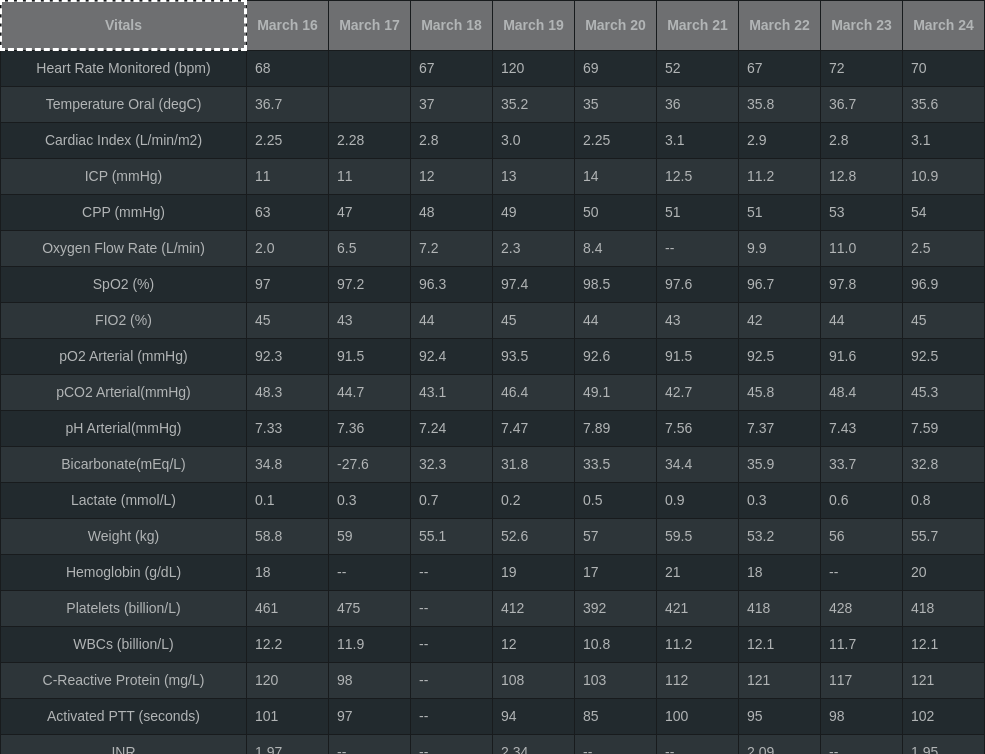 Vitals March 16 March 17 March 18 March 19 March 20 March 21 March 22 March 23 March 24
Heart Rate Monitored (bpm) 68 67 120 69 52 67 72 70
Temperature Oral (degC) 36.7 37 35.2 35 36 35.8 36.7 35.6
Cardiac Index (L/min/m2) 2.25 2.28 2.8 3.0 2.25 3.1 2.9 2.8 3.1
ICP (mmHg) 11 11 12 13 14 12.5 11.2 12.8 10.9
CPP (mmHg) 63 47 48 49 50 51 51 53 54
Oxygen Flow Rate (L/min) 2.0 6.5 7.2 2.3 8.4 -- 9.9 11.0 2.5
SpO2 (%) 97 97.2 96.3 97.4 98.5 97.6 96.7 97.8 96.9
FIO2 (%) 45 43 44 45 44 43 42 44 45
pO2 Arterial (mmHg) 92.3 91.5 92.4 93.5 92.6 91.5 92.5 91.6 92.5
pCO2 Arterial(mmHg) 48.3 44.7 43.1 46.4 49.1 42.7 45.8 48.4 45.3
pH Arterial(mmHg) 7.33 7.36 7.24 7.47 7.89 7.56 7.37 7.43 7.59
Bicarbonate(mEq/L) 34.8 -27.6 32.3 31.8 33.5 34.4 35.9 33.7 32.8
Lactate (mmol/L) 0.1 0.3 0.7 0.2 0.5 0.9 0.3 0.6 0.8
Weight (kg) 58.8 59 55.1 52.6 57 59.5 53.2 56 55.7
Hemoglobin (g/dL) 18 -- -- 19 17 21 18 -- 20
Platelets (billion/L) 461 475 -- 412 392 421 418 428 418
WBCs (billion/L) 12.2 11.9 -- 12 10.8 11.2 12.1 11.7 12.1
C-Reactive Protein (mg/L) 120 98 -- 108 103 112 121 117 121
Activated PTT (seconds) 101 97 -- 94 85 100 95 98 102
INR 1.97 -- -- 2.34 -- -- 2.09 -- 1.95